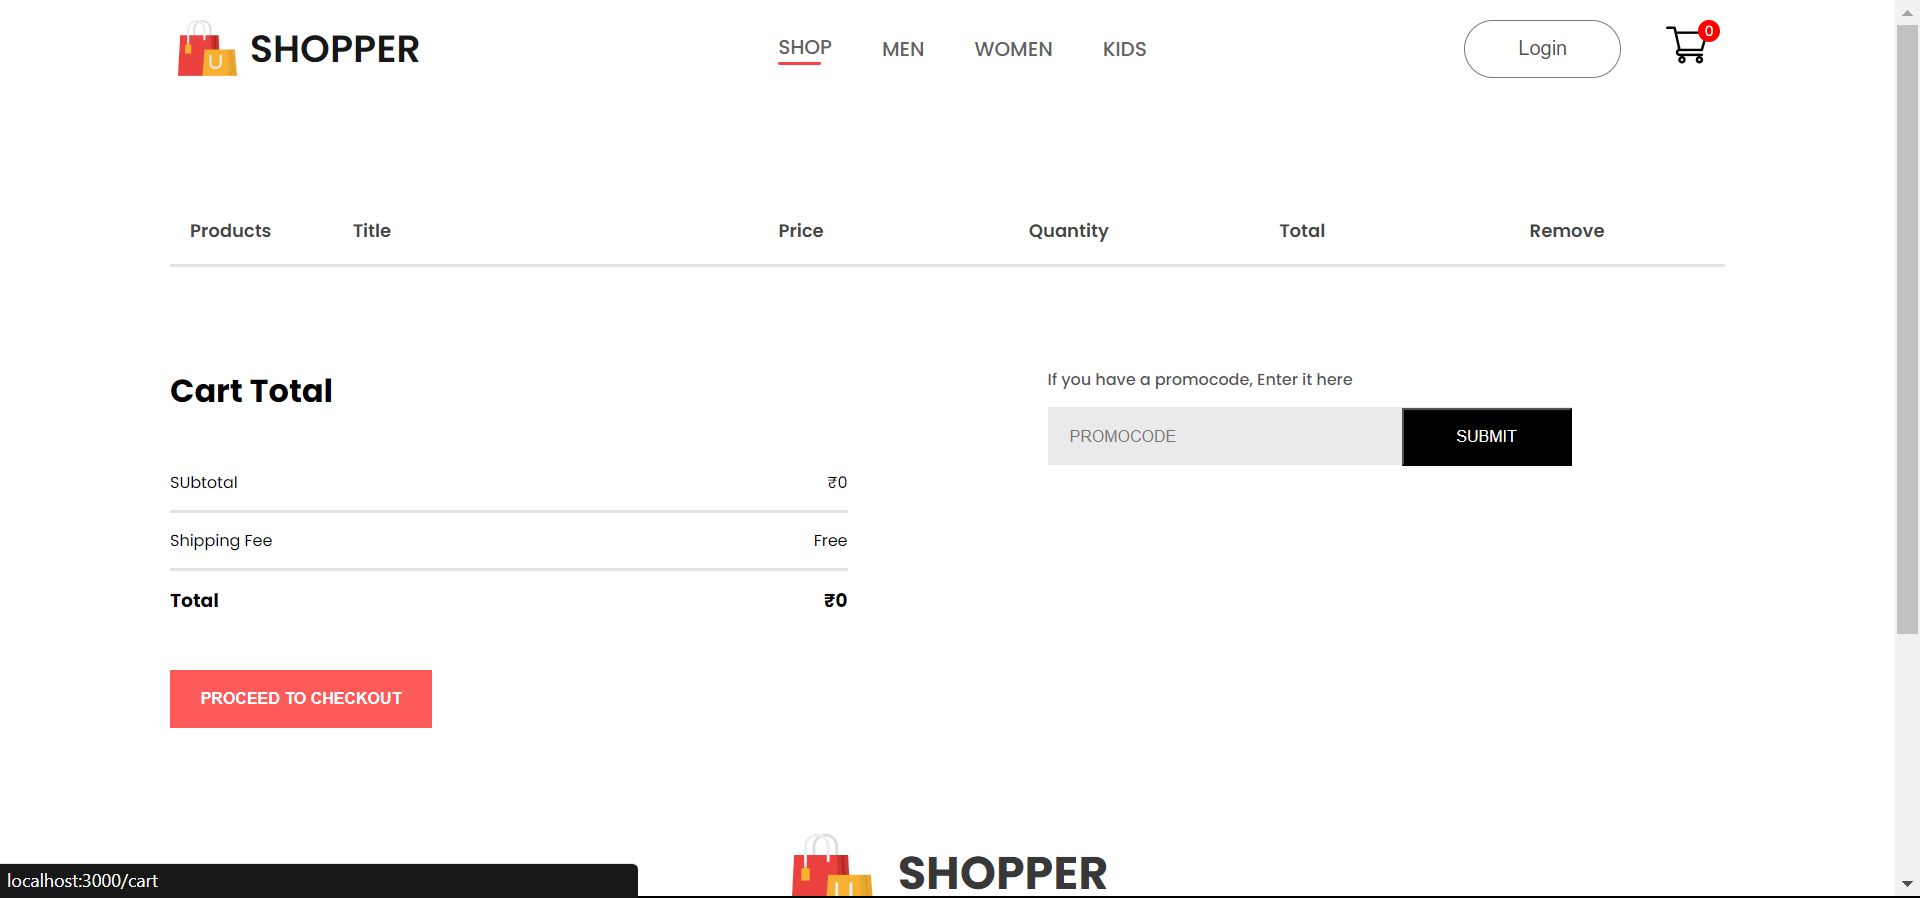 SHOPPER
SHOP MEN WOMEN KIDS
Login
0
Products Title Price Quantity Total Remove
Cart Total
If you have a promocode, Enter it here
PROMOCODE SUBMIT
SUbtotal ₹0
Shipping Fee Free
Total ₹0
PROCEED TO CHECKOUT
SHOPPER
localhost:3000/cart